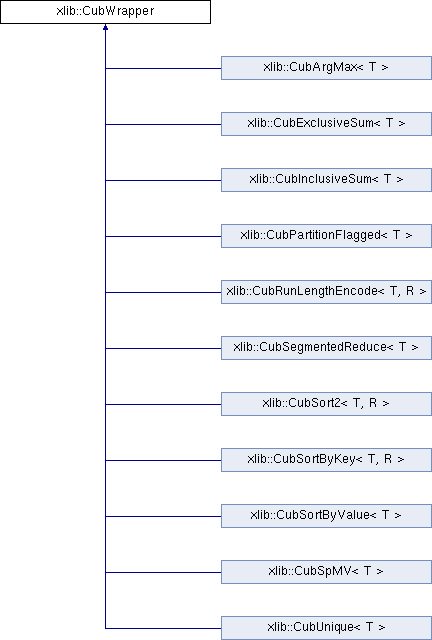 xlib::CubWrapper
xlib::CubArgMax< T >
xlib::CubExclusiveSum< T >
xlib::CubInclusiveSum< T >
xlib::CubPartitionFlagged< T >
xlib::CubRunLengthEncode< T, R >
xlib::CubSegmentedReduce< T >
xlib::CubSort2< T, R >
xlib::CubSortByKey< T, R >
xlib::CubSortByValue< T >
xlib::CubSpMV< T >
xlib::CubUnique< T >